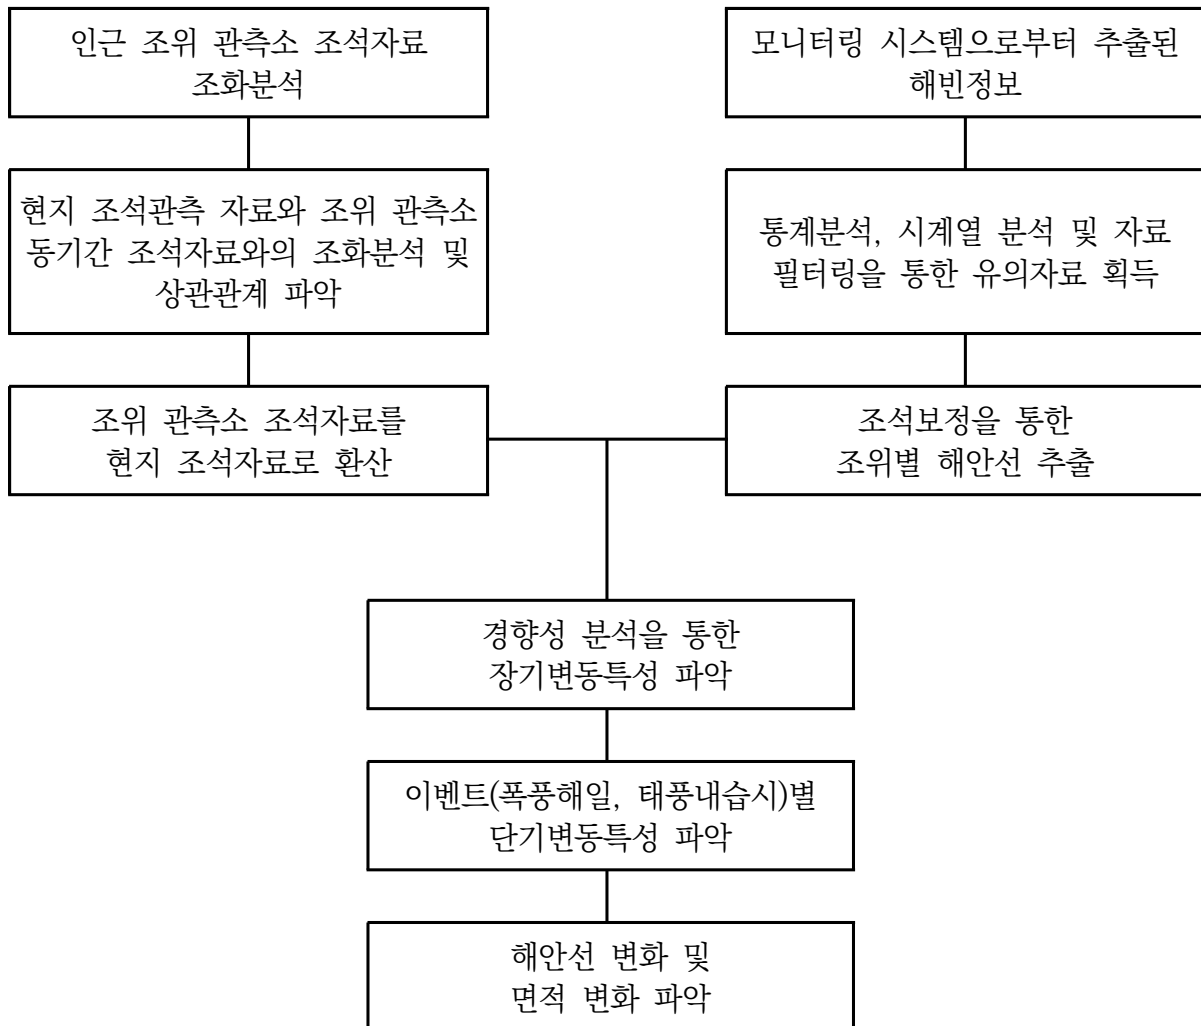 인근 조위 관측소 조석자료
조화분석
모니터링 시스템으로부터 추출된
해빈정보
현지 조석관측 자료와 조위 관측소
동기간 조석자료와의 조화분석 및
상관관계 파악
통계분석, 시계열 분석 및 자료
필터링을 통한 유의자료 획득
조위 관측소 조석자료를
현지 조석자료로 환산
조석보정을 통한
조위별 해안선 추출
경향성 분석을 통한
장기변동특성 파악
이벤트(폭풍해일, 태풍내습시)별
단기변동특성 파악
해안선 변화 및
면적 변화 파악